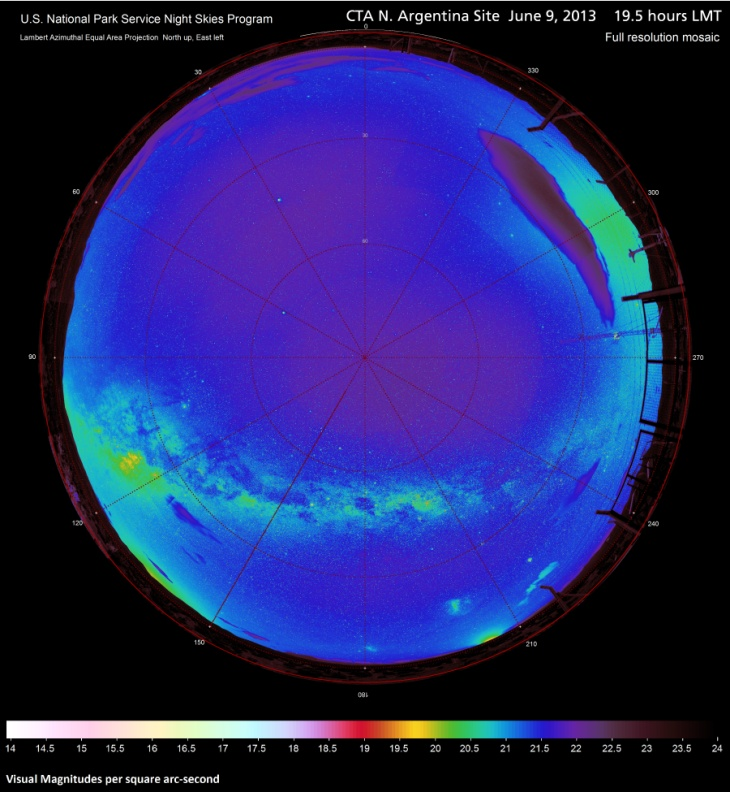 U.S. National Park Service Night Skies Program
CTA N. Argentina Site June 9, 2013 19.5 hours LMT
Lambert Azimuthal Equal Area Projection North up, East left
Full resolution mosaic
0
30
330
30
60
300
60
90
270
120
240
150
210
180
14 14.5 15 15.5 16 16.5 17 17.5 18 18.5 19 19.5 20 20.5 21 21.5 22 22.5 23 23.5 24
Visual Magnitudes per square arc-second